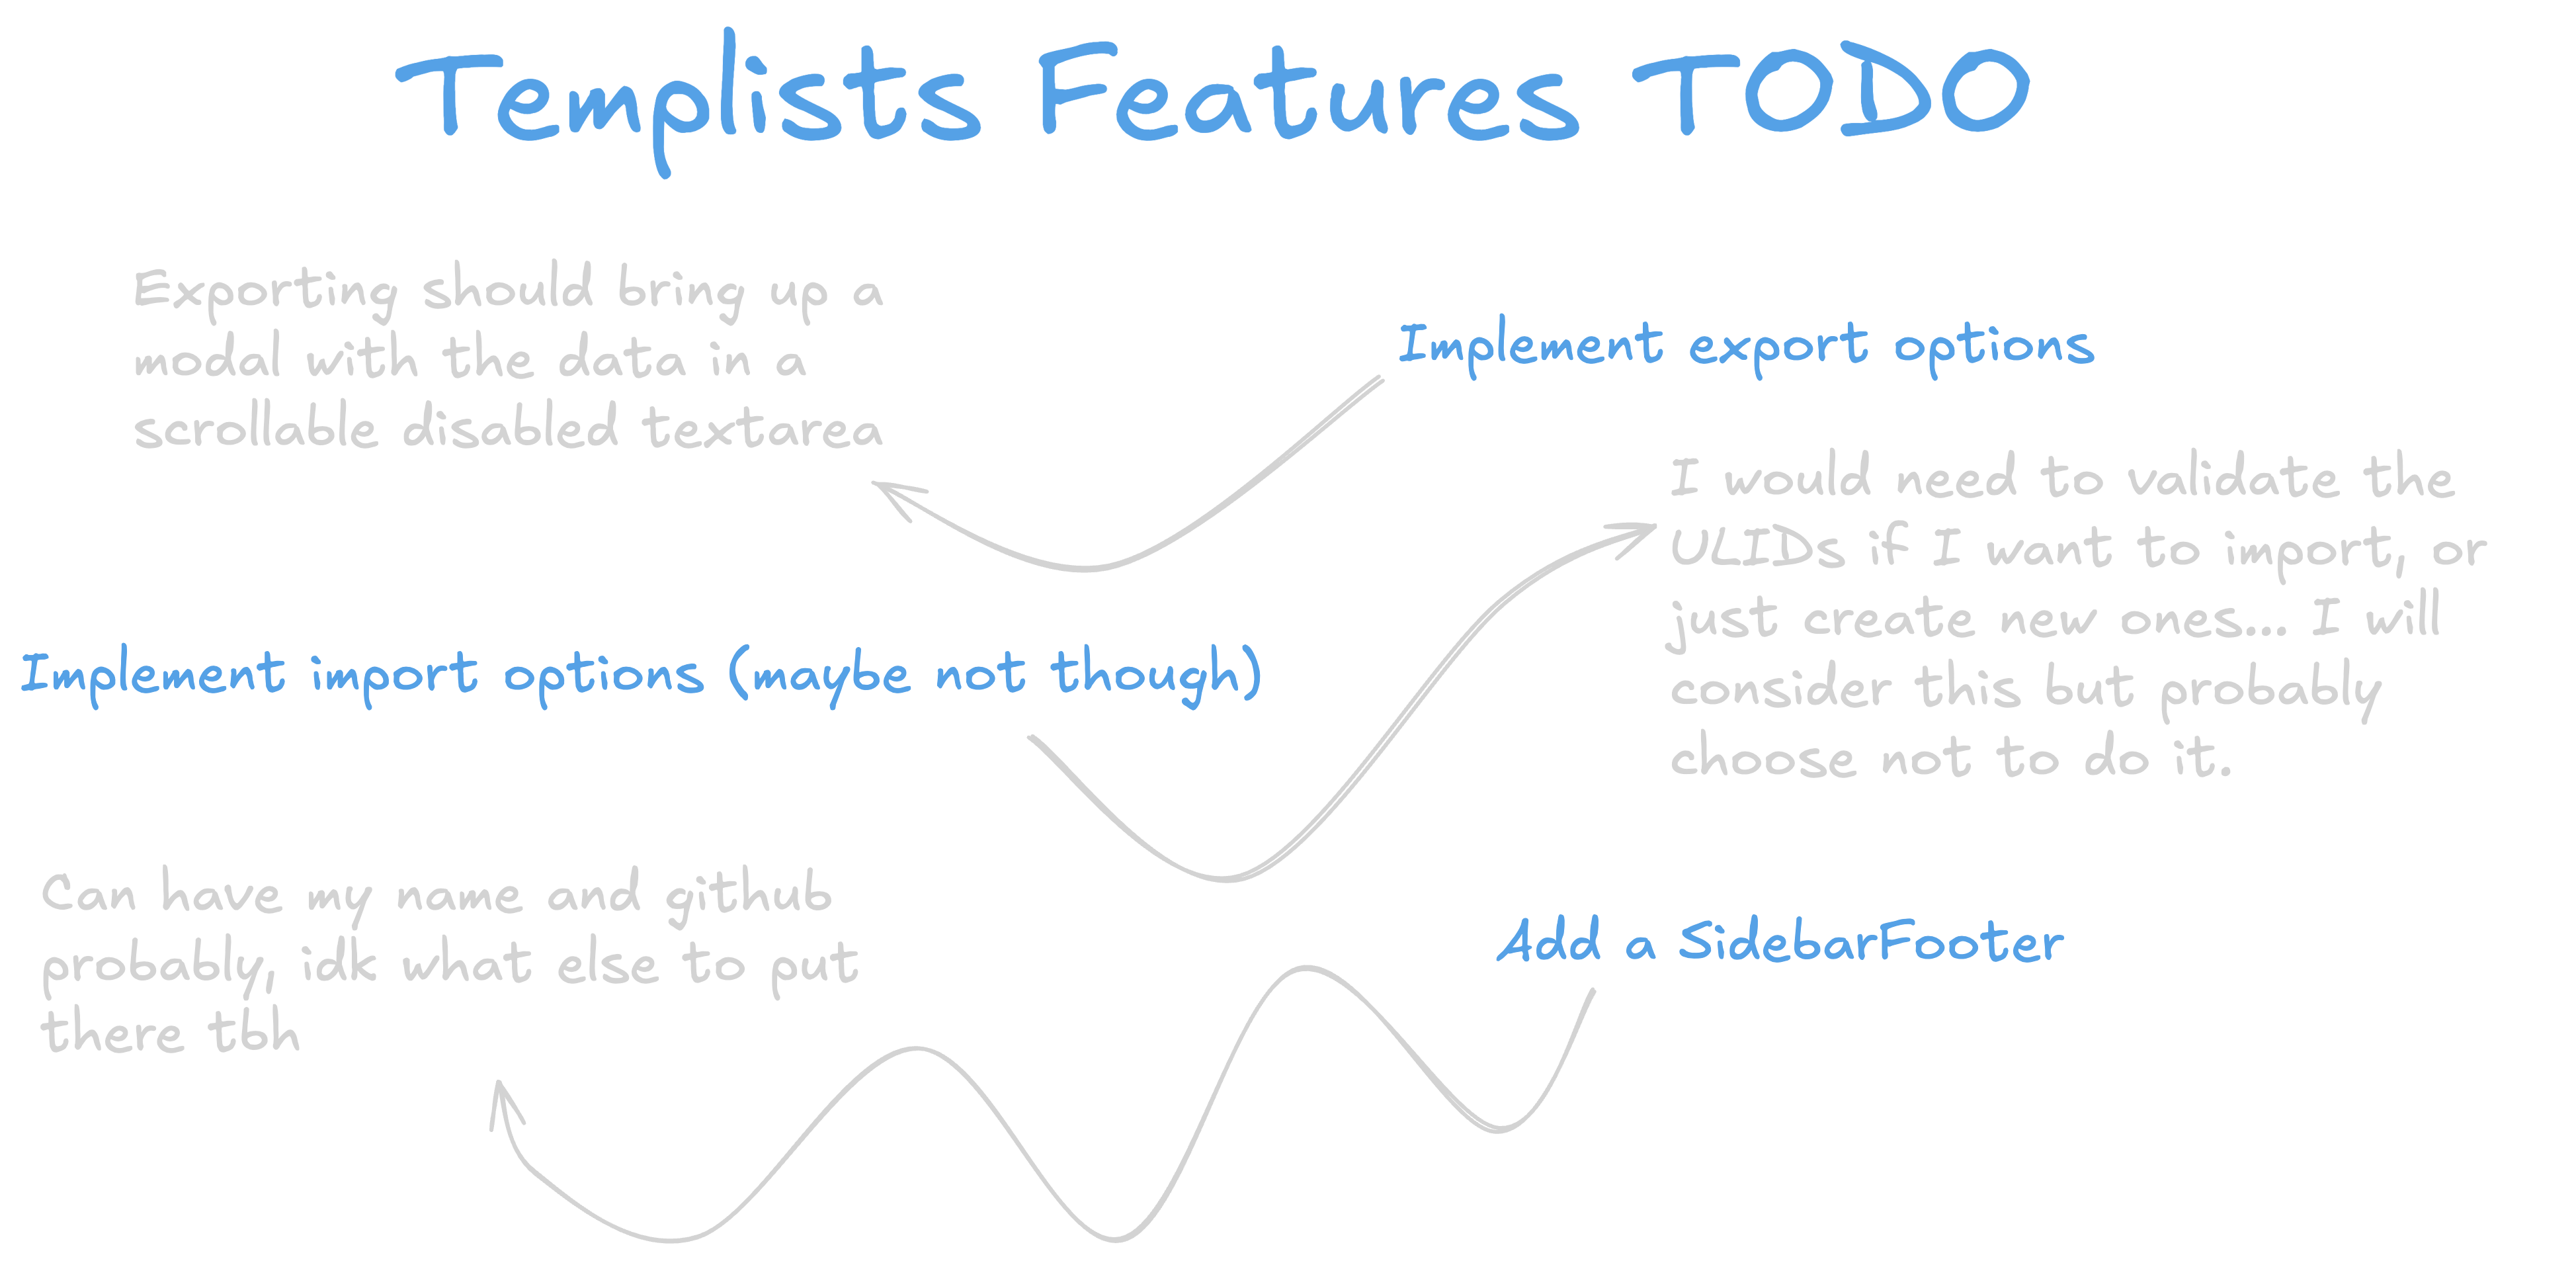 Templists Features TODO
Exporting should bring up a
modal with the data in a
scrollable disabled textarea
Implement export options
I would need to validate the
ULIDs if I want to import, or
just create new ones... I will
consider this but probably
choose not to do it.
Implement import options (maybe not though)
Can have my name and github
probably, idk what else to put
there tbh
Add a SidebarFooter